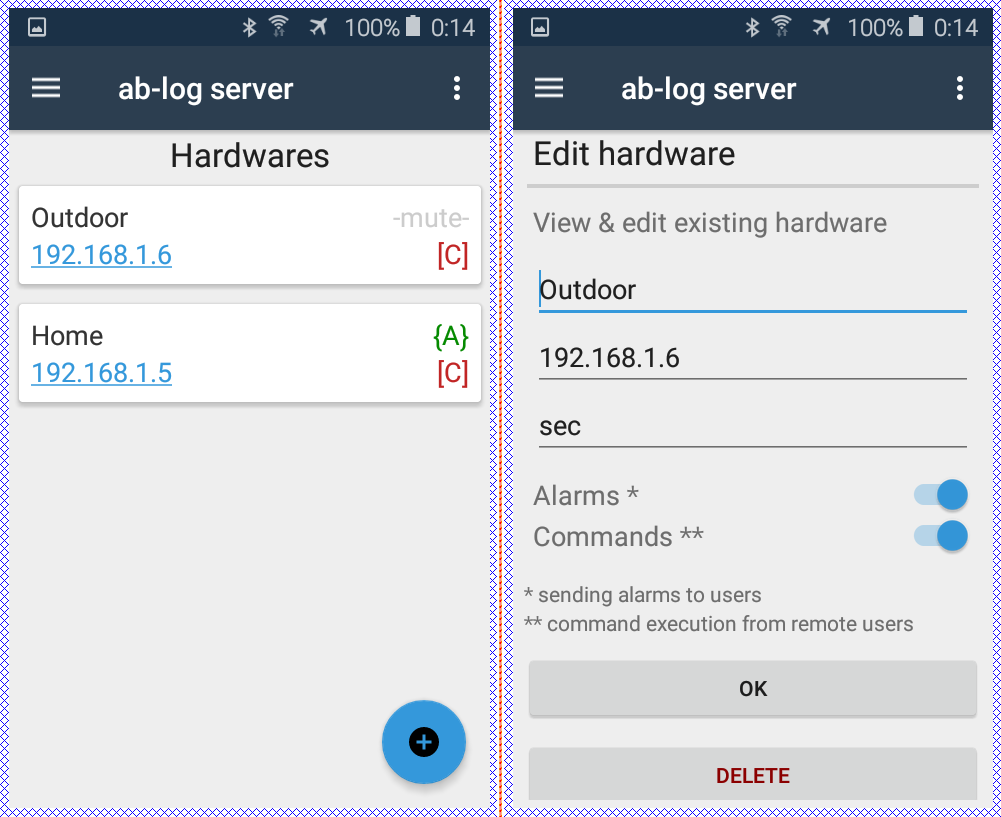 100% 0:14
ab-log server
Hardwares
Outdoor -mute-
192.168.1.6 [C]
Home {A}
192.168.1.5 [C]
100% 0:14
ab-log server
Edit hardware
View & edit existing hardware
Outdoor
192.168.1.6
sec
Alarms *
Commands **
* sending alarms to users
** command execution from remote users
OK
DELETE